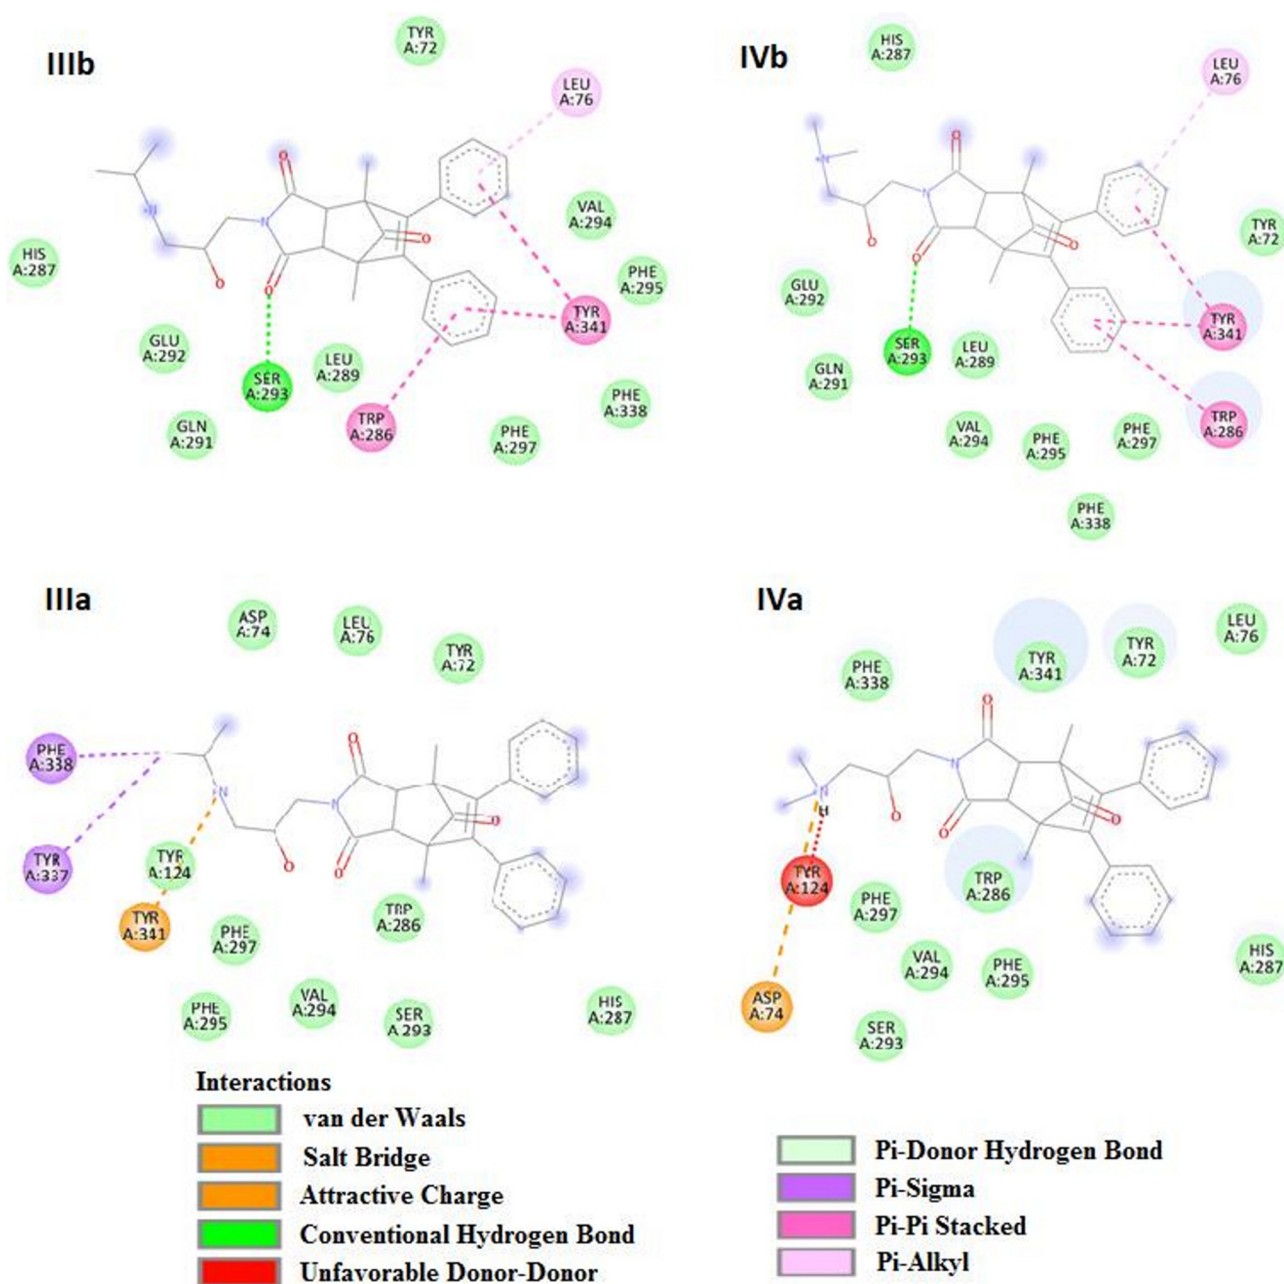 IIIb
TYR
A:72
LEU
A:76
O
N
N
O
O
O
VAL
A:294
HIS
A:287
PHE
A:295
TYR
A:341
GLU
A:292
LEU
A:289
SER
A:293
PHE
A:338
TRP
A:286
GLN
A:291
PHE
A:297
IVb
HIS
A:287
LEU
A:76
O
N
N
O
O
O
TYR
A:72
GLU
A:292
TYR
A:341
SER
A:293
LEU
A:289
GLN
A:291
TRP
A:286
VAL
A:294
PHE
A:295
PHE
A:297
PHE
A:338
IIIa
ASP
A:74
LEU
A:76
TYR
A:72
PHE
A:338
O
N
N
O
O
O
TYR
A:337
TYR
A:124
TYR
A:341
PHE
A:297
TRP
A:286
PHE
A:295
VAL
A:294
SER
A:293
HIS
A:287
IVa
PHE
A:338
TYR
A:341
TYR
A:72
LEU
A:76
O
N
N
H
O
O
O
TYR
A:124
PHE
A:297
TRP
A:286
VAL
A:294
PHE
A:295
HIS
A:287
ASP
A:74
SER
A:293
Interactions
van der Waals
Salt Bridge
Attractive Charge
Conventional Hydrogen Bond
Unfavorable Donor-Donor
Pi-Donor Hydrogen Bond
Pi-Sigma
Pi-Pi Stacked
Pi-Alkyl